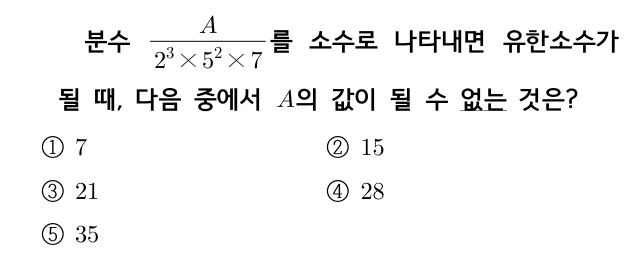 분수 \frac{A}{2^3×5^2×7}를 소수로 나타내면 유한소수가
될 때, 다음 중에서 A의 값이 될 수 없는 것은?
① 7 ② 15
③ 21 ④ 28
⑤ 35